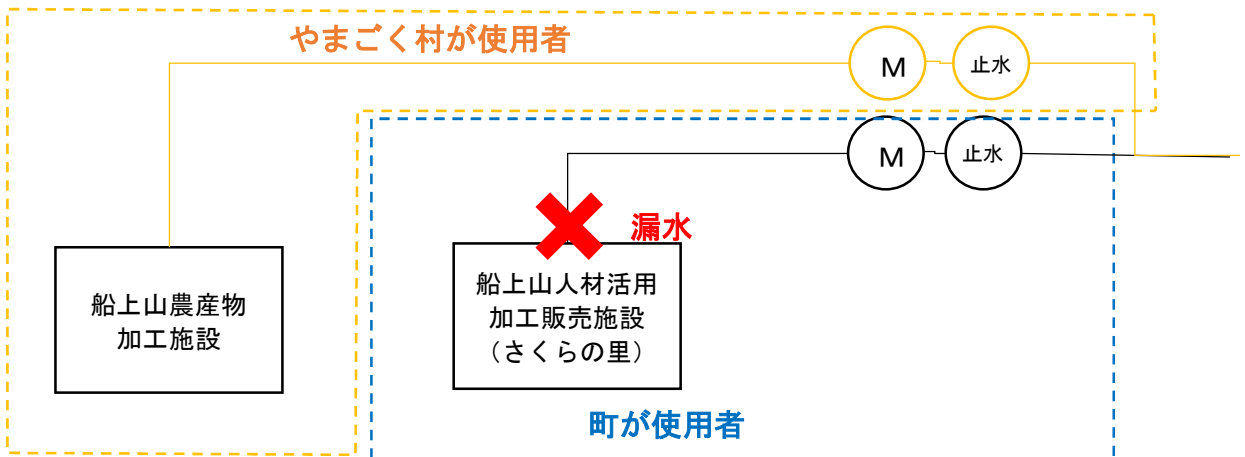 やまごく村が使用者
M
止水
M
止水
漏水
船上山農産物
加工施設
船上山人材活用
加工販売施設
（さくらの里）
町が使用者